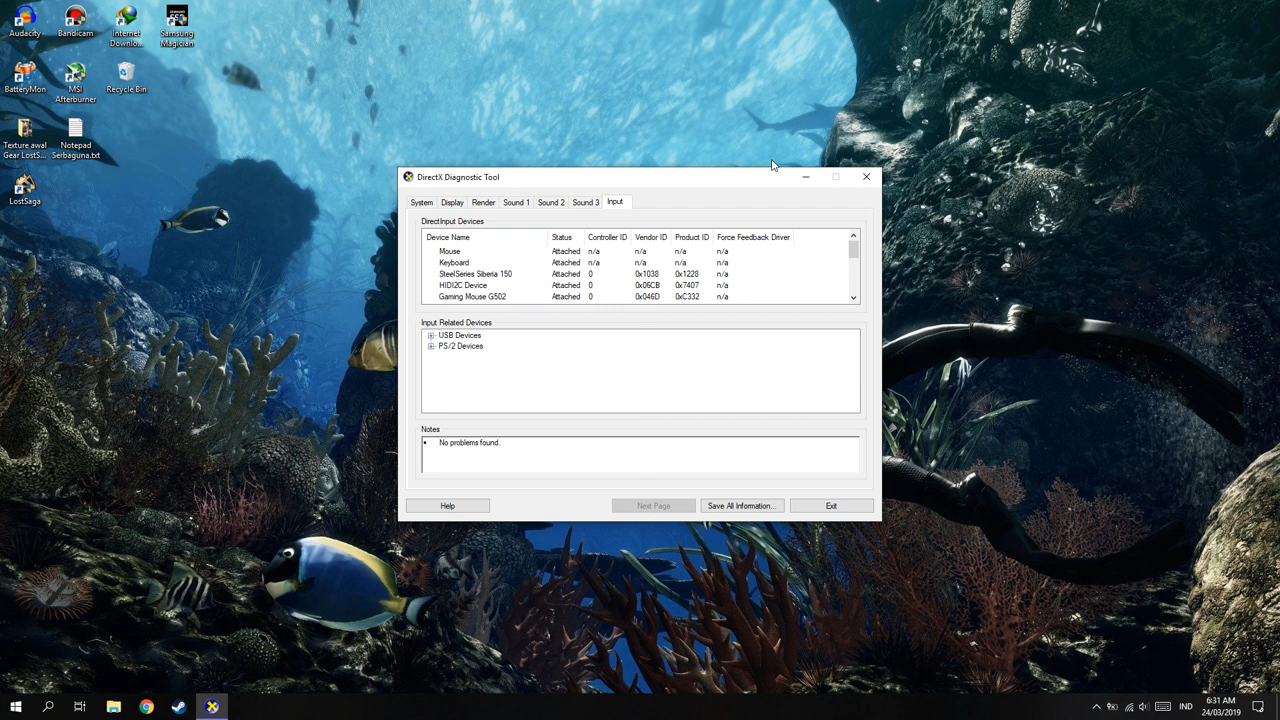 Audacity
Bandicam
Internet
Downlo...
SAMSUNG
SSD
Samsung
Magician
BatteryMon
MSI
Afterburner
Recycle Bin
Texture awal
Gear LostS...
Notepad
Serbaguna.txt
LostSaga
DirectX Diagnostic Tool
System Display Render Sound 1 Sound 2 Sound 3 Input
DirectInput Devices
Device Name Status Controller ID Vendor ID Product ID Force Feedback Driver
Mouse Attached n/a n/a n/a n/a
Keyboard Attached n/a n/a n/a n/a
SteelSeries Siberia 150 Attached 0 0x1038 0x1228 n/a
HIDI2C Device Attached 0 0x06CB 0x7407 n/a
Gaming Mouse G502 Attached 0 0x046D 0xC332 n/a
Input Related Devices
USB Devices
PS/2 Devices
Notes
No problems found.
Help Next Page Save All Information... Exit
IND
6:31 AM
24/03/2019